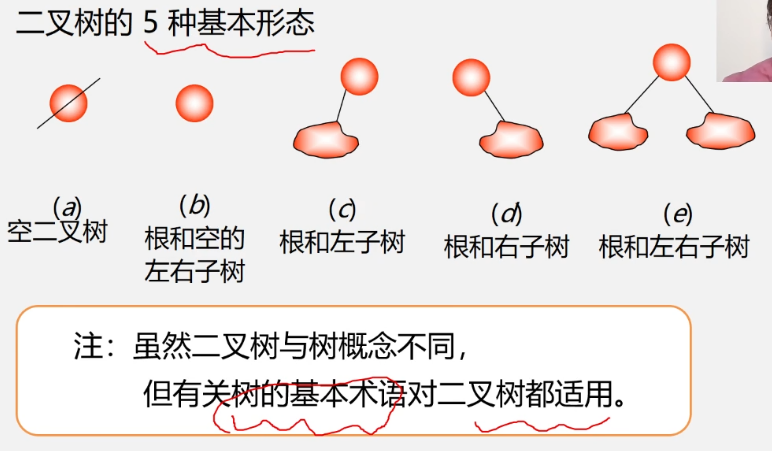 二叉树的 5 种基本形态
(a)
空二叉树
(b)
根和空的
左右子树
(c)
根和左子树
(d)
根和右子树
(e)
根和左右子树
注：虽然二叉树与树概念不同，
但有关树的基本术语对二叉树都适用。